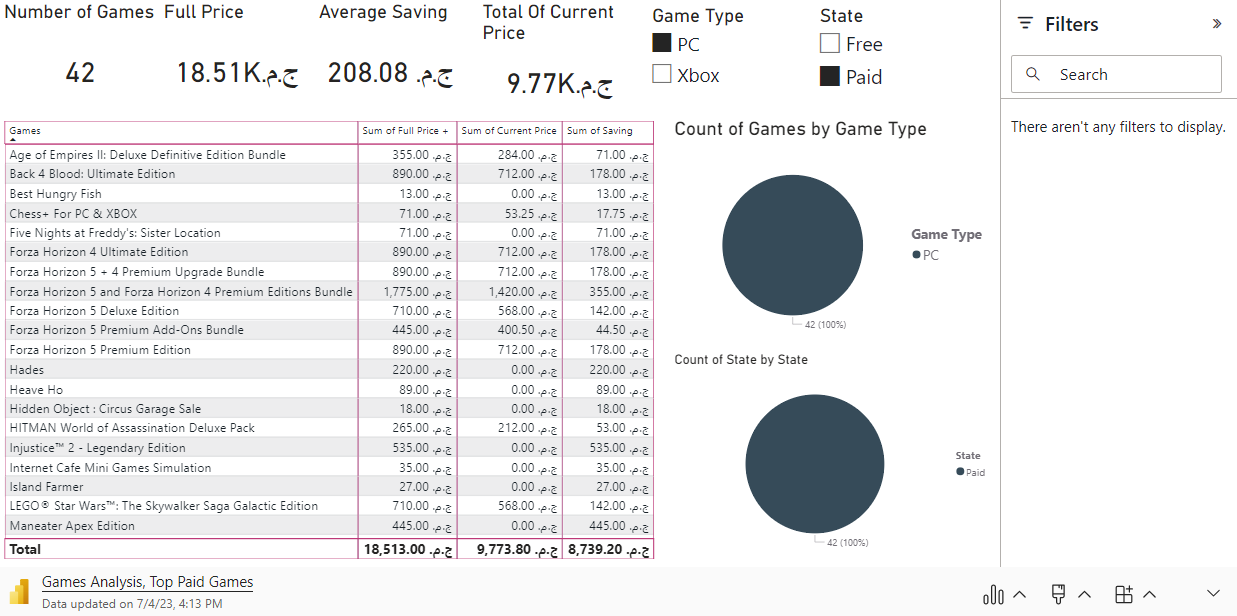 Number of Games
Full Price
Average Saving
Total Of Current
Price
42
18.51K ج.م.
208.08 ج.م.
9.77K ج.م.
Game Type
PC
Xbox
State
Free
Paid
Filters
Search
There aren't any filters to display.
Games Sum of Full Price + Sum of Current Price Sum of Saving
Age of Empires II: Deluxe Definitive Edition Bundle 355.00 ج.م. 284.00 ج.م. 71.00 ج.م.
Back 4 Blood: Ultimate Edition 890.00 ج.م. 712.00 ج.م. 178.00 ج.م.
Best Hungry Fish 13.00 ج.م. 0.00 ج.م. 13.00 ج.م.
Chess+ For PC & XBOX 71.00 ج.م. 53.25 ج.م. 17.75 ج.م.
Five Nights at Freddy's: Sister Location 71.00 ج.م. 0.00 ج.م. 71.00 ج.م.
Forza Horizon 4 Ultimate Edition 890.00 ج.م. 712.00 ج.م. 178.00 ج.م.
Forza Horizon 5 + 4 Premium Upgrade Bundle 890.00 ج.م. 712.00 ج.م. 178.00 ج.م.
Forza Horizon 5 and Forza Horizon 4 Premium Editions Bundle 1,775.00 ج.م. 1,420.00 ج.م. 355.00 ج.م.
Forza Horizon 5 Deluxe Edition 710.00 ج.م. 568.00 ج.م. 142.00 ج.م.
Forza Horizon 5 Premium Add-Ons Bundle 445.00 ج.م. 400.50 ج.م. 44.50 ج.م.
Forza Horizon 5 Premium Edition 890.00 ج.م. 712.00 ج.م. 178.00 ج.م.
Hades 220.00 ج.م. 0.00 ج.م. 220.00 ج.م.
Heave Ho 89.00 ج.م. 0.00 ج.م. 89.00 ج.م.
Hidden Object : Circus Garage Sale 18.00 ج.م. 0.00 ج.م. 18.00 ج.م.
HITMAN World of Assassination Deluxe Pack 265.00 ج.م. 212.00 ج.م. 53.00 ج.م.
Injustice™ 2 - Legendary Edition 535.00 ج.م. 0.00 ج.م. 535.00 ج.م.
Internet Cafe Mini Games Simulation 35.00 ج.م. 0.00 ج.م. 35.00 ج.م.
Island Farmer 27.00 ج.م. 0.00 ج.م. 27.00 ج.م.
LEGO® Star Wars™: The Skywalker Saga Galactic Edition 710.00 ج.م. 568.00 ج.م. 142.00 ج.م.
Maneater Apex Edition 445.00 ج.م. 0.00 ج.م. 445.00 ج.م.
Total 18,513.00 ج.م. 9,773.80 ج.م. 8,739.20 ج.م.
Count of Games by Game Type
Game Type
PC
42 (100%)
Count of State by State
State
Paid
42 (100%)
Games Analysis, Top Paid Games
Data updated on 7/4/23, 4:13 PM